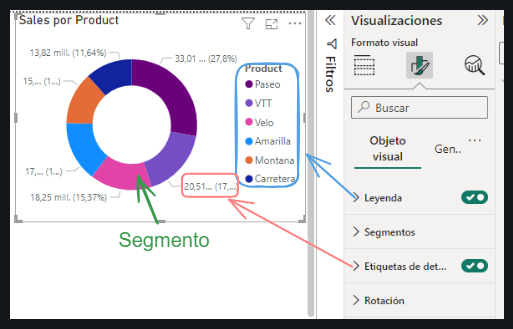 Sales por Product
13,82 mill. (11,64%)
33,01 ... (27,8%)
15,... (1...)
17,... (1...)
18,25 mill. (15,37%)
20,51... (17,...
Product
Paseo
VTT
Velo
Amarilla
Montana
Carretera
Segmento
Filtros
Visualizaciones
Formato visual
Buscar
Objeto
visual
Gen..
Leyenda
Segmentos
Etiquetas de det...
Rotación